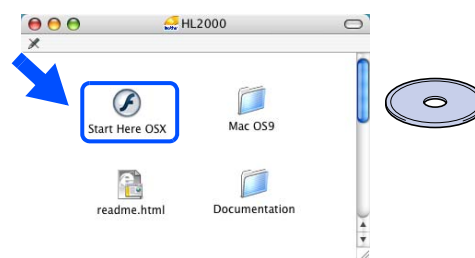 HL2000
Start Here OSX
Mac OS9
readme.html
Documentation